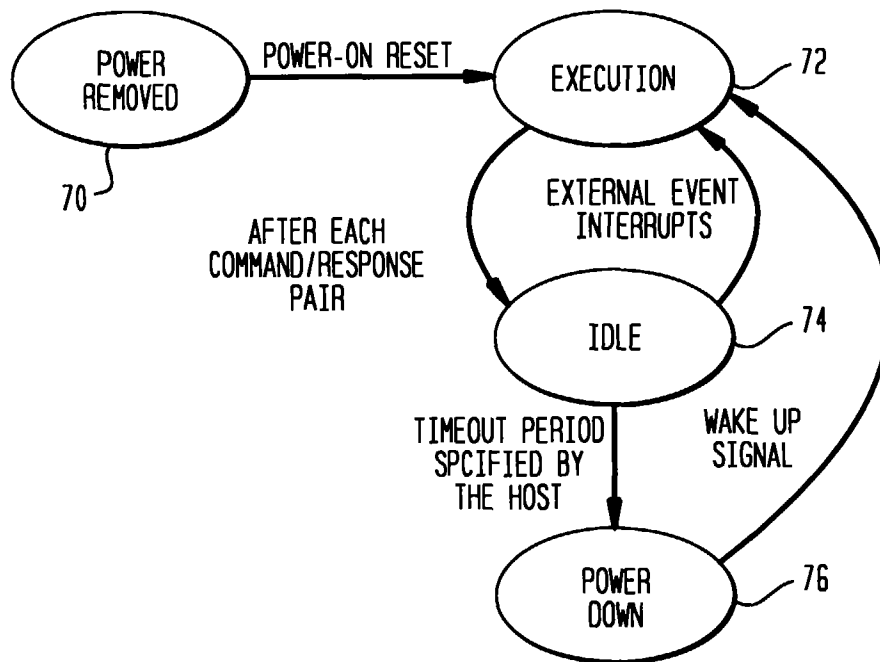 POWER
REMOVED
70
POWER-ON RESET
EXECUTION
72
AFTER EACH
COMMAND/RESPONSE
PAIR
EXTERNAL EVENT
INTERRUPTS
IDLE
74
TIMEOUT PERIOD
SPCIFIED BY
THE HOST
WAKE UP
SIGNAL
POWER
DOWN
76